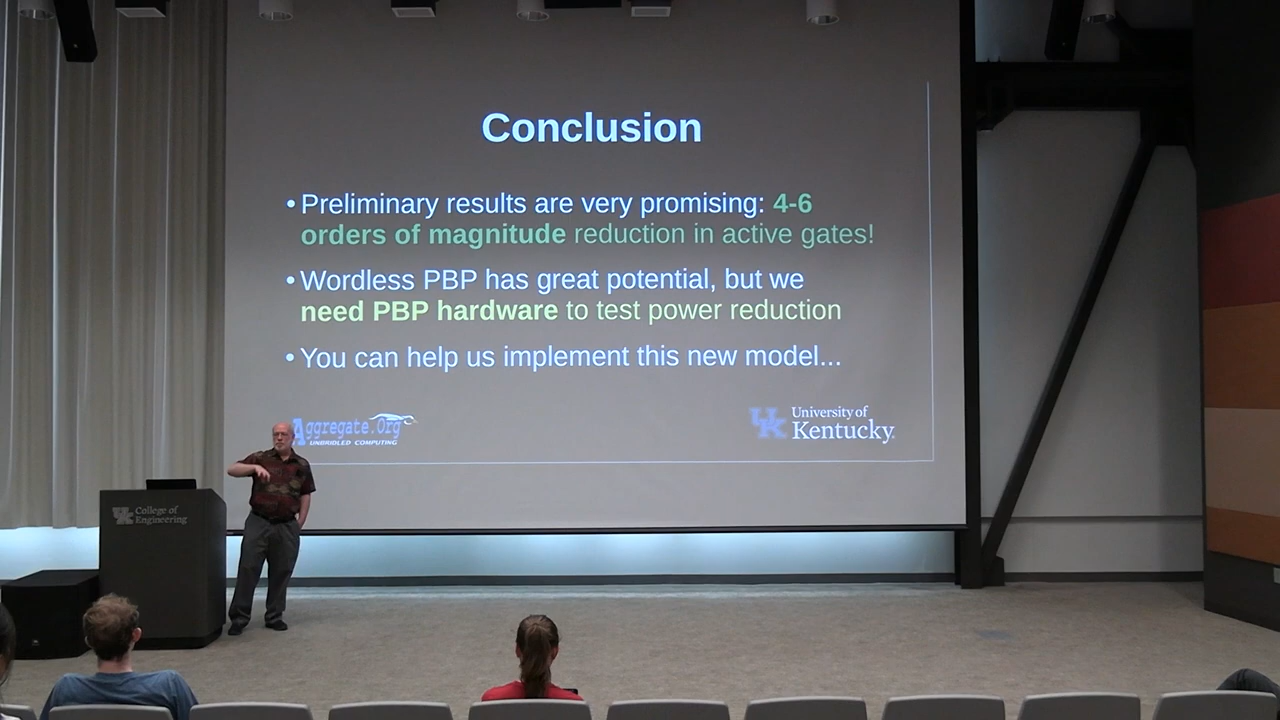 Conclusion
• Preliminary results are very promising: 4-6
orders of magnitude reduction in active gates!
• Wordless PBP has great potential, but we
need PBP hardware to test power reduction
• You can help us implement this new model...
Aggregate.Org
UNBRIDLED COMPUTING
UK University of
Kentucky.
UK College of
Engineering